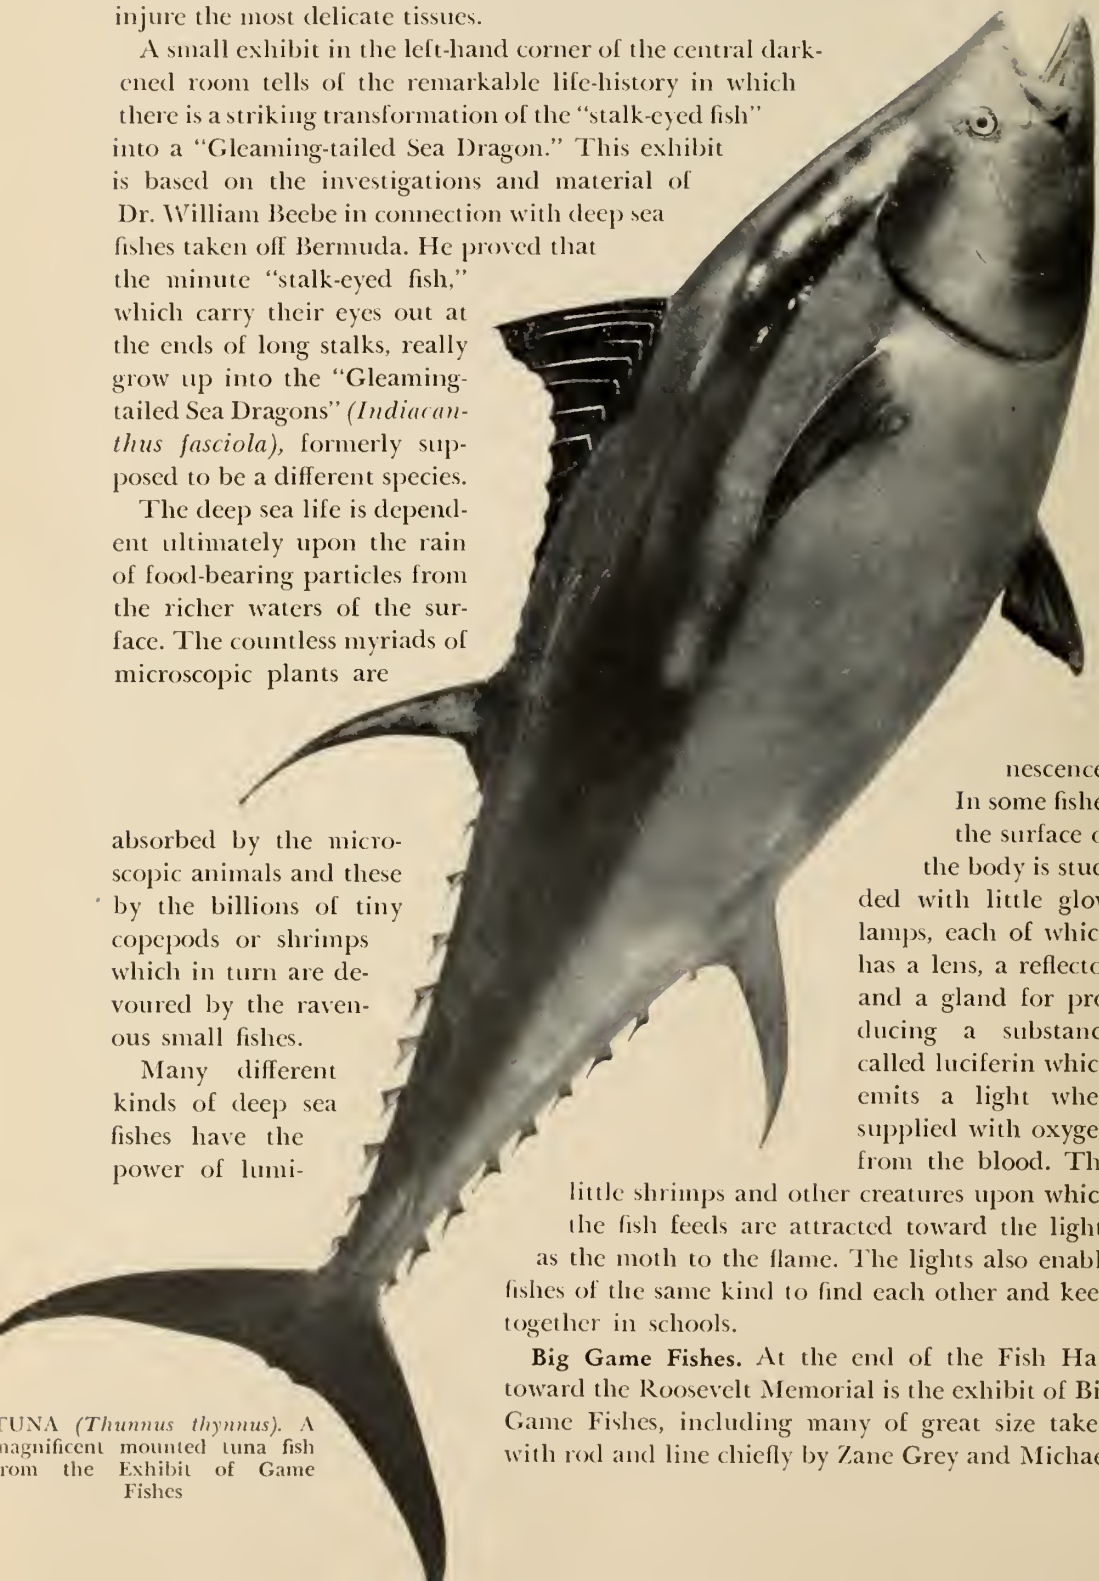 injure the most delicate tissues.
A small exhibit in the left-hand corner of the central dark-
ened room tells of the remarkable life-history in which
there is a striking transformation of the “stalk-eyed fish”
into a “Gleaming-tailed Sea Dragon.” This exhibit
is based on the investigations and material of
Dr. William Beebe in connection with deep sea
fishes taken off Bermuda. He proved that
the minute “stalk-eyed fish,”
which carry their eyes out at
the ends of long stalks, really
grow up into the “Gleaming-
tailed Sea Dragons” (Indiacan-
thus fasciola), formerly sup-
posed to be a different species.
The deep sea life is depend-
ent ultimately upon the rain
of food-bearing particles from
the richer waters of the sur-
face. The countless myriads of
microscopic plants are
absorbed by the micro-
scopic animals and these
by the billions of tiny
copepods or shrimps
which in turn are de-
voured by the raven-
ous small fishes.
Many different
kinds of deep sea
fishes have the
power of lumi-
nescence
In some fishe
the surface o
the body is stud
ded with little glow
lamps, each of whic
has a lens, a reflecto
and a gland for pro
ducing a substanc
called luciferin whic
emits a light whe
supplied with oxyge
from the blood. Th
little shrimps and other creatures upon whic
the fish feeds are attracted toward the light
as the moth to the flame. The lights also enabl
fishes of the same kind to find each other and kee
together in schools.
Big Game Fishes. At the end of the Fish Ha
toward the Roosevelt Memorial is the exhibit of Bi
Game Fishes, including many of great size take
with rod and line chiefly by Zane Grey and Michae
TUNA (Thunnus thynnus). A
magnificent mounted tuna fish
rom the Exhibit of Game
Fishes